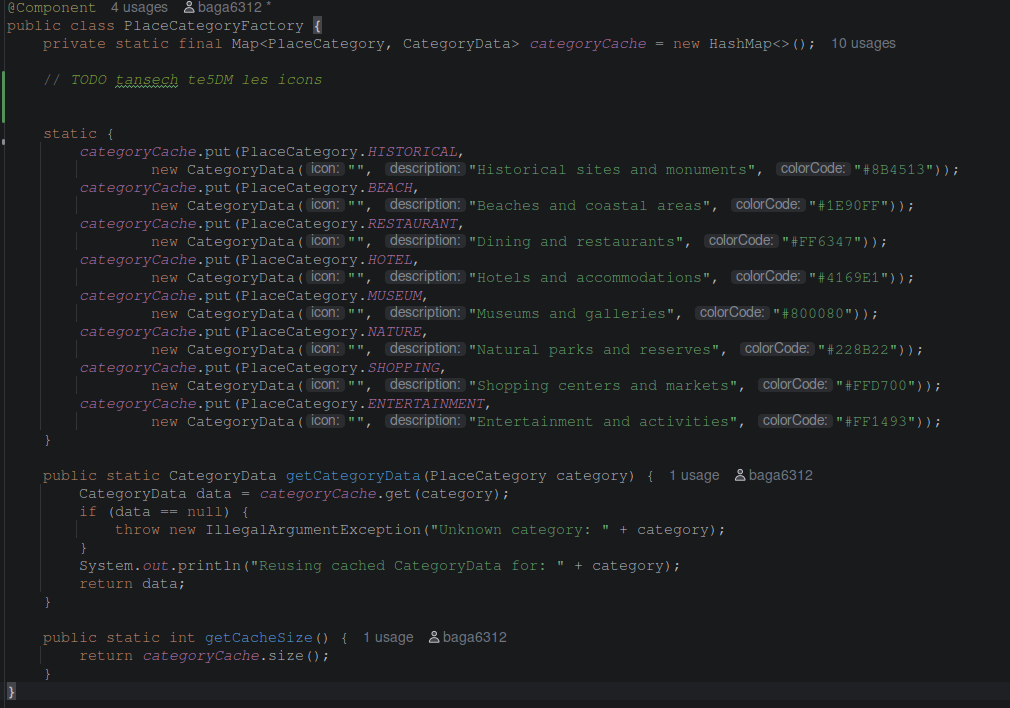 @Component 4 usages baga6312 *
public class PlaceCategoryFactory {
private static final Map<PlaceCategory, CategoryData> categoryCache = new HashMap<>(); 10 usages
// TODO tansech te5DM les icons
static {
categoryCache.put(PlaceCategory.HISTORICAL,
new CategoryData( icon: "", description: "Historical sites and monuments", colorCode: "#8B4513"));
categoryCache.put(PlaceCategory.BEACH,
new CategoryData( icon: "", description: "Beaches and coastal areas", colorCode: "#1E90FF"));
categoryCache.put(PlaceCategory.RESTAURANT,
new CategoryData( icon: "", description: "Dining and restaurants", colorCode: "#FF6347"));
categoryCache.put(PlaceCategory.HOTEL,
new CategoryData( icon: "", description: "Hotels and accommodations", colorCode: "#4169E1"));
categoryCache.put(PlaceCategory.MUSEUM,
new CategoryData( icon: "", description: "Museums and galleries", colorCode: "#800080"));
categoryCache.put(PlaceCategory.NATURE,
new CategoryData( icon: "", description: "Natural parks and reserves", colorCode: "#228B22"));
categoryCache.put(PlaceCategory.SHOPPING,
new CategoryData( icon: "", description: "Shopping centers and markets", colorCode: "#FFD700"));
categoryCache.put(PlaceCategory.ENTERTAINMENT,
new CategoryData( icon: "", description: "Entertainment and activities", colorCode: "#FF1493"));
}
public static CategoryData getCategoryData(PlaceCategory category) { 1 usage baga6312
CategoryData data = categoryCache.get(category);
if (data == null) {
throw new IllegalArgumentException("Unknown category: " + category);
}
System.out.println("Reusing cached CategoryData for: " + category);
return data;
}
public static int getCacheSize() { 1 usage baga6312
return categoryCache.size();
}
}